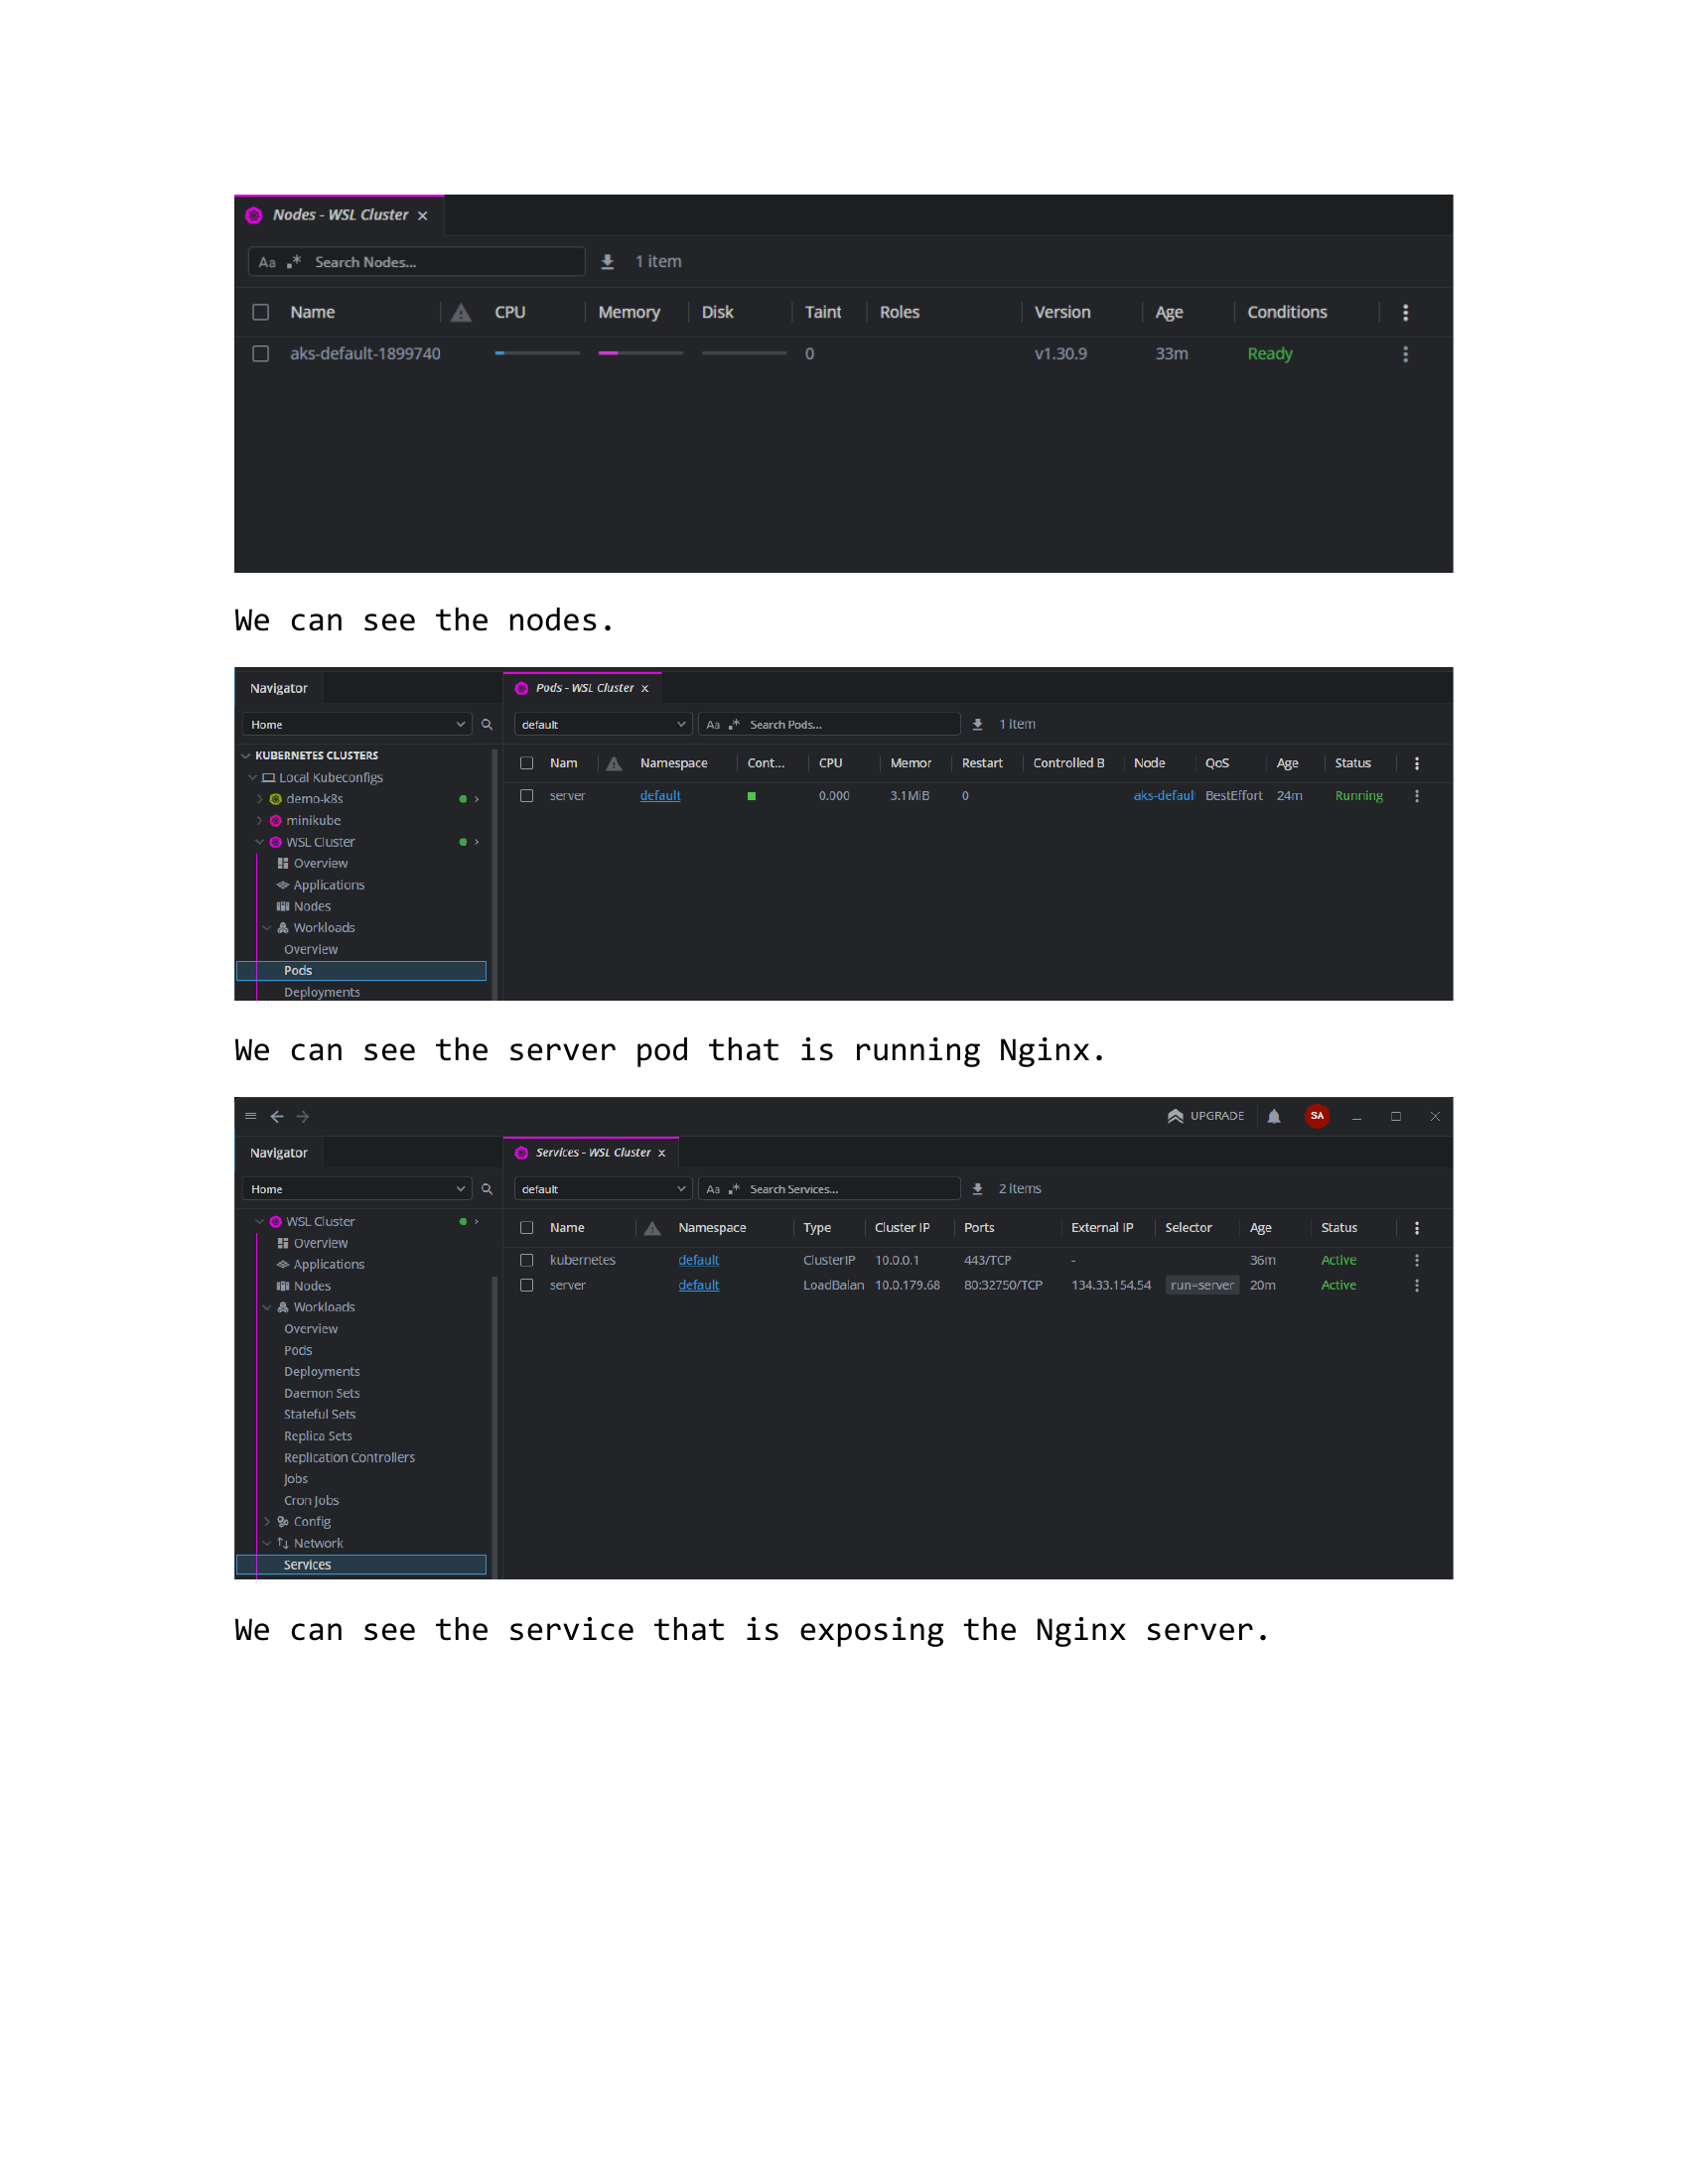 Nodes - WSL Cluster
Aa .* Search Nodes... 1 item
Name CPU Memory Disk Taint Roles Version Age Conditions
aks-default-1899740 0 v1.30.9 33m Ready
We can see the nodes.
Navigator Pods - WSL Cluster
Home default Aa .* Search Pods... 1 item
KUBERNETES CLUSTERS Nam Namespace Cont... CPU Memor Restart Controlled B Node QoS Age Status
Local Kubeconfigs
demo-k8s server default 0.000 3.1MiB 0 aks-defaul BestEffort 24m Running
minikube
WSL Cluster
Overview
Applications
Nodes
Workloads
Overview
Pods
Deployments
We can see the server pod that is running Nginx.
UPGRADE SA
Navigator Services - WSL Cluster
Home default Aa .* Search Services... 2 items
WSL Cluster Name Namespace Type Cluster IP Ports External IP Selector Age Status
Overview
Applications kubernetes default ClusterIP 10.0.0.1 443/TCP - 36m Active
Nodes server default LoadBalan 10.0.179.68 80:32750/TCP 134.33.154.54 run=server 20m Active
Workloads
Overview
Pods
Deployments
Daemon Sets
Stateful Sets
Replica Sets
Replication Controllers
Jobs
Cron Jobs
Config
Network
Services
We can see the service that is exposing the Nginx server.